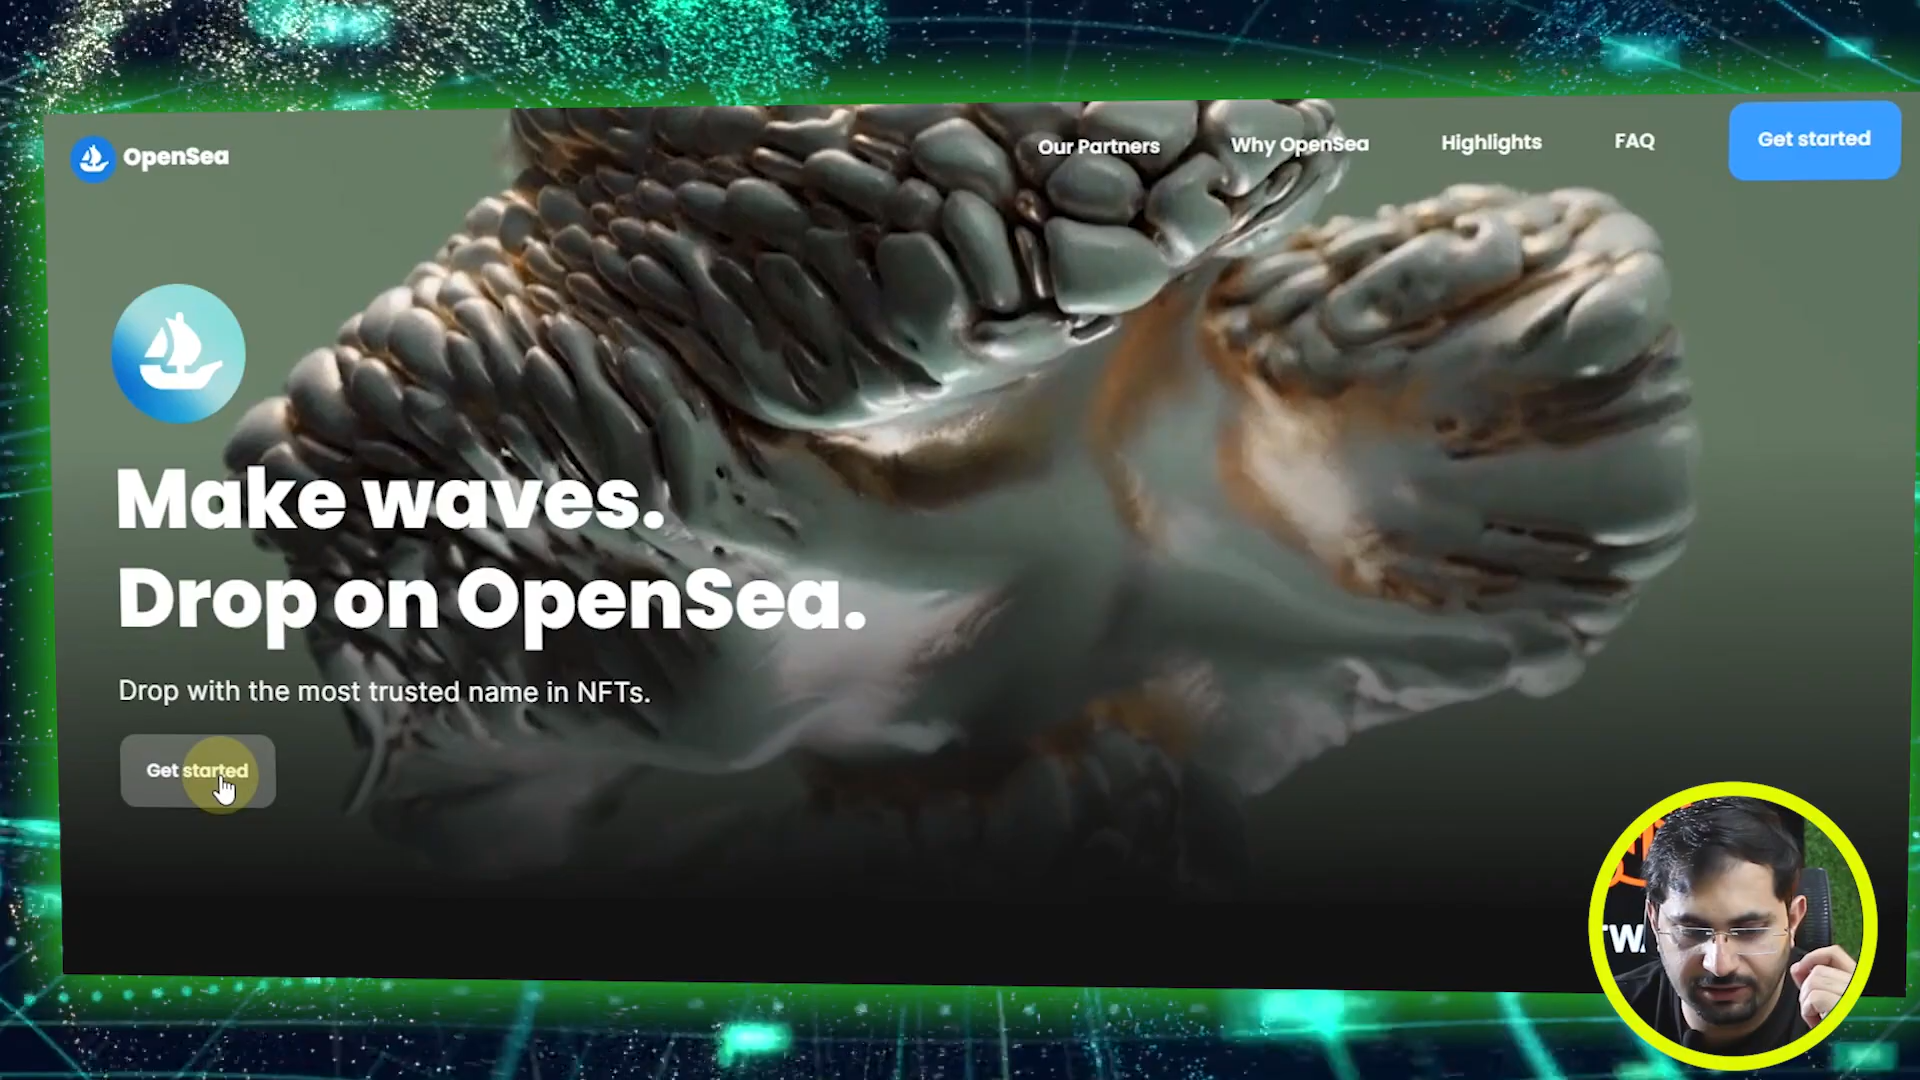 OpenSea
Our Partners
Why OpenSea
Highlights
FAQ
Get started
Make waves.
Drop on OpenSea.
Drop with the most trusted name in NFTs.
Get started